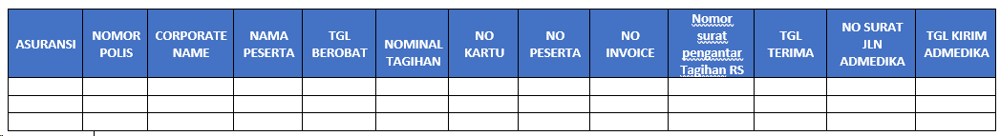 ASURANSI
NOMOR
POLIS
CORPORATE
NAME
NAMA
PESERTA
TGL
BEROBAT
NOMINAL
TAGIHAN
NO
KARTU
NO
PESERTA
NO
INVOICE
Nomor
surat
pengantar
Tagihan RS
TGL
TERIMA
NO SURAT
JLN
ADMEDIKA
TGL KIRIM
ADMEDIKA